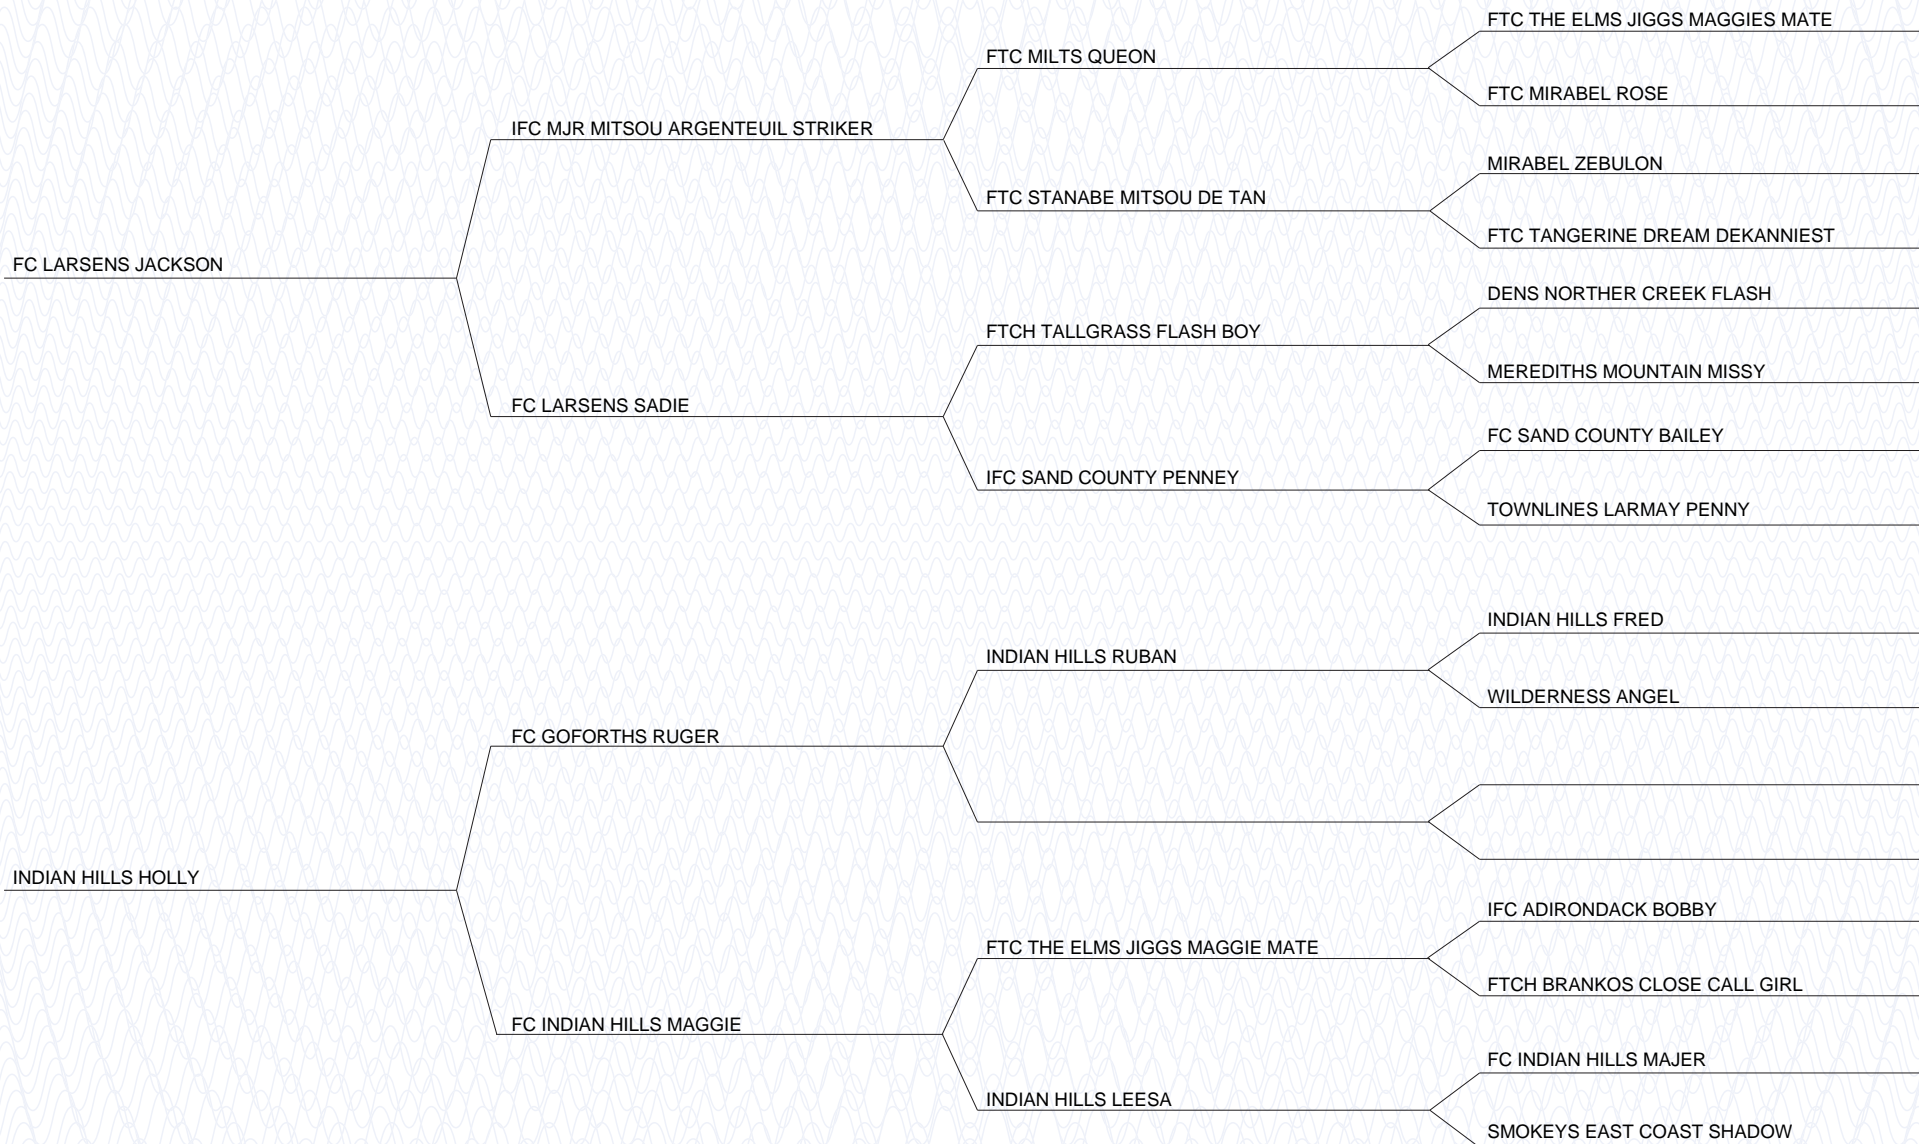 FTC THE ELMS JIGGS MAGGIES MATE
FTC MILTS QUEON
FTC MIRABEL ROSE
IFC MJR MITSOU ARGENTEUIL STRIKER
MIRABEL ZEBULON
FTC STANABE MITSOU DE TAN
FTC TANGERINE DREAM DEKANNIEST
FC LARSENS JACKSON
DENS NORTHER CREEK FLASH
FTCH TALLGRASS FLASH BOY
MEREDITHS MOUNTAIN MISSY
FC LARSENS SADIE
FC SAND COUNTY BAILEY
IFC SAND COUNTY PENNEY
TOWNLINES LARMAY PENNY
INDIAN HILLS FRED
INDIAN HILLS RUBAN
WILDERNESS ANGEL
FC GOFORTHS RUGER
INDIAN HILLS HOLLY
IFC ADIRONDACK BOBBY
FTC THE ELMS JIGGS MAGGIE MATE
FTCH BRANKOS CLOSE CALL GIRL
FC INDIAN HILLS MAGGIE
FC INDIAN HILLS MAJER
INDIAN HILLS LEESA
SMOKEYS EAST COAST SHADOW